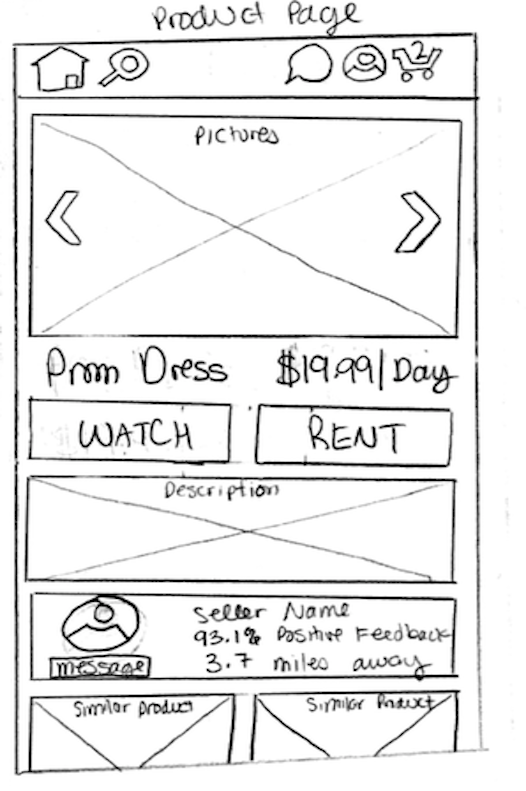 Product Page
2
Pictures
Prom Dress $19.99/Day
WATCH RENT
Description
Seller Name
93.1% Positive Feedback
message 3.7 miles away
Similar product Similar Product